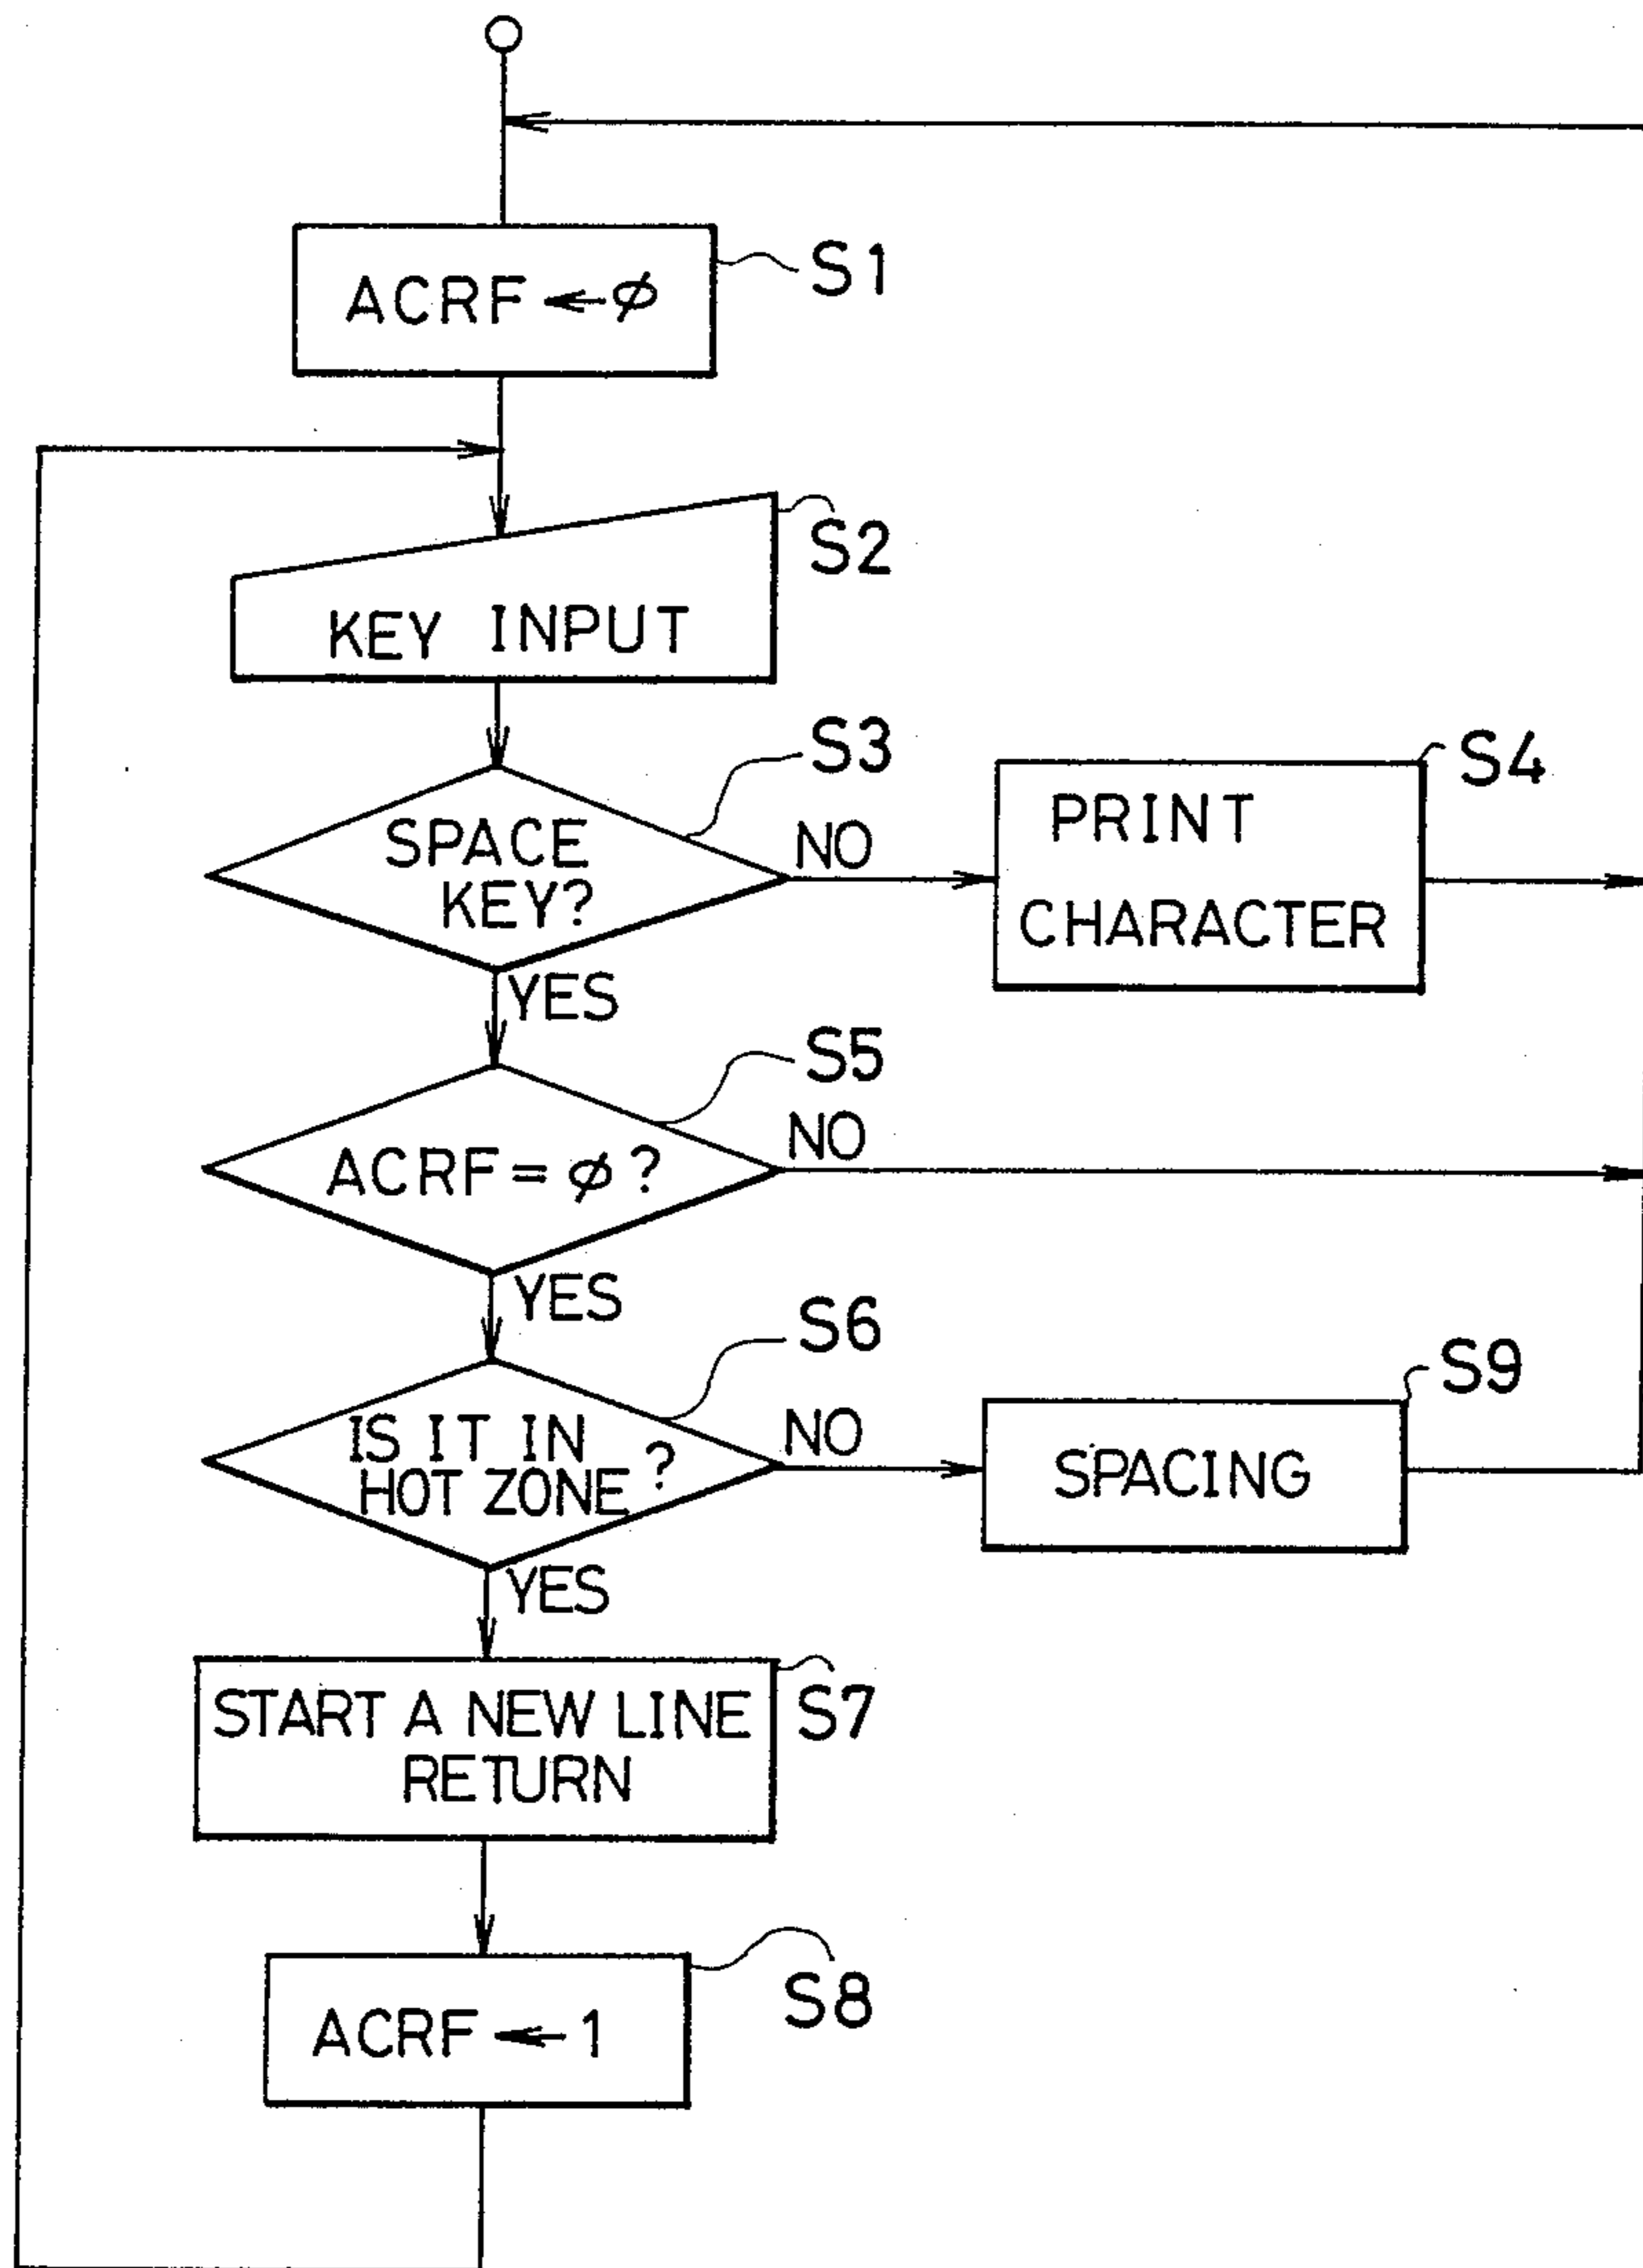 ACRF ← ϕ
S1
S2
KEY INPUT
S3
SPACE
KEY?
NO
S4
PRINT
CHARACTER
YES
S5
ACRF = ϕ ?
NO
YES
S6
IS IT IN
HOT ZONE ?
NO
S9
SPACING
YES
START A NEW LINE
RETURN
S7
ACRF ← 1
S8